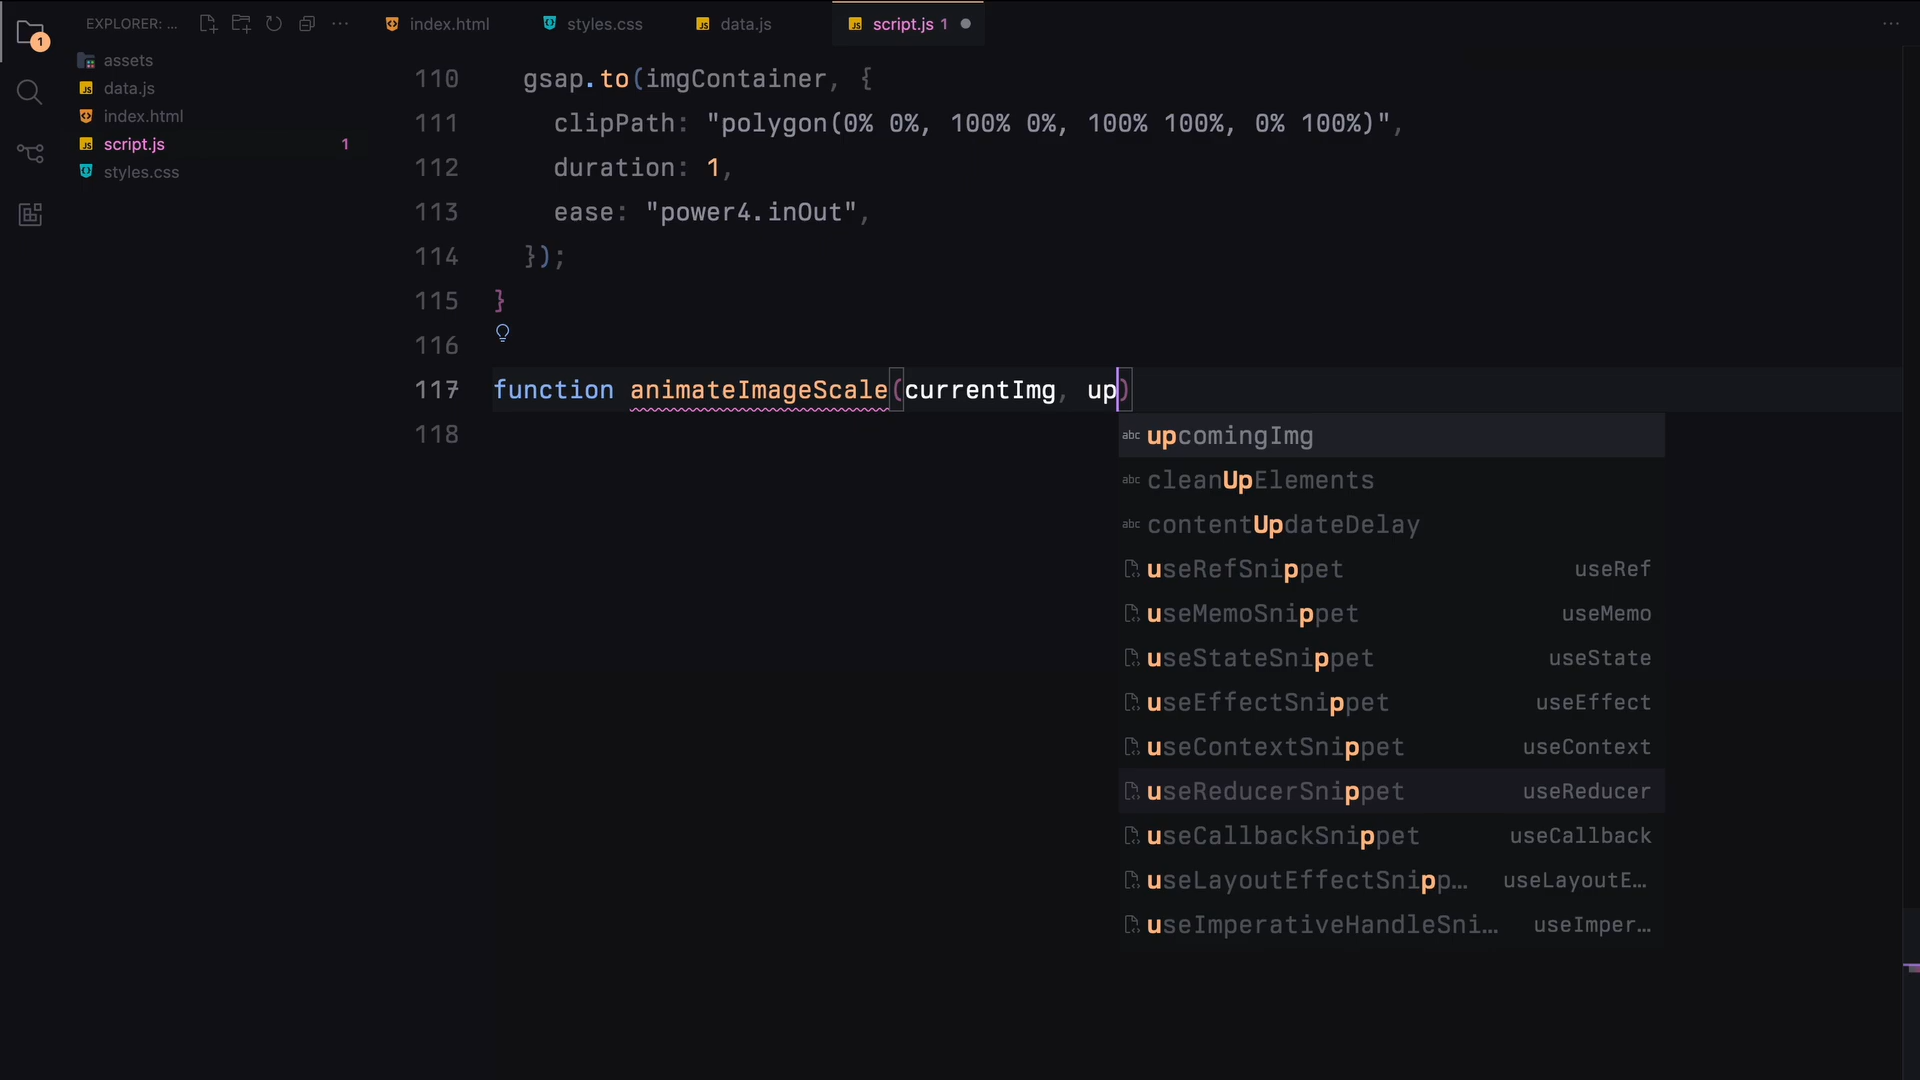 EXPLORER: ...
index.html
styles.css
data.js
script.js 1
1
assets
data.js
index.html
script.js 1
styles.css
110 gsap.to(imgContainer, {
111 clipPath: "polygon(0% 0%, 100% 0%, 100% 100%, 0% 100%)",
112 duration: 1,
113 ease: "power4.inOut",
114 });
115 }
116
117 function animateImageScale(currentImg, up)
118
abc upcomingImg
abc cleanUpElements
abc contentUpdateDelay
useRefSnippet useRef
useMemoSnippet useMemo
useStateSnippet useState
useEffectSnippet useEffect
useContextSnippet useContext
useReducerSnippet useReducer
useCallbackSnippet useCallback
useLayoutEffectSnipp… useLayoutE…
useImperativeHandleSni… useImper…